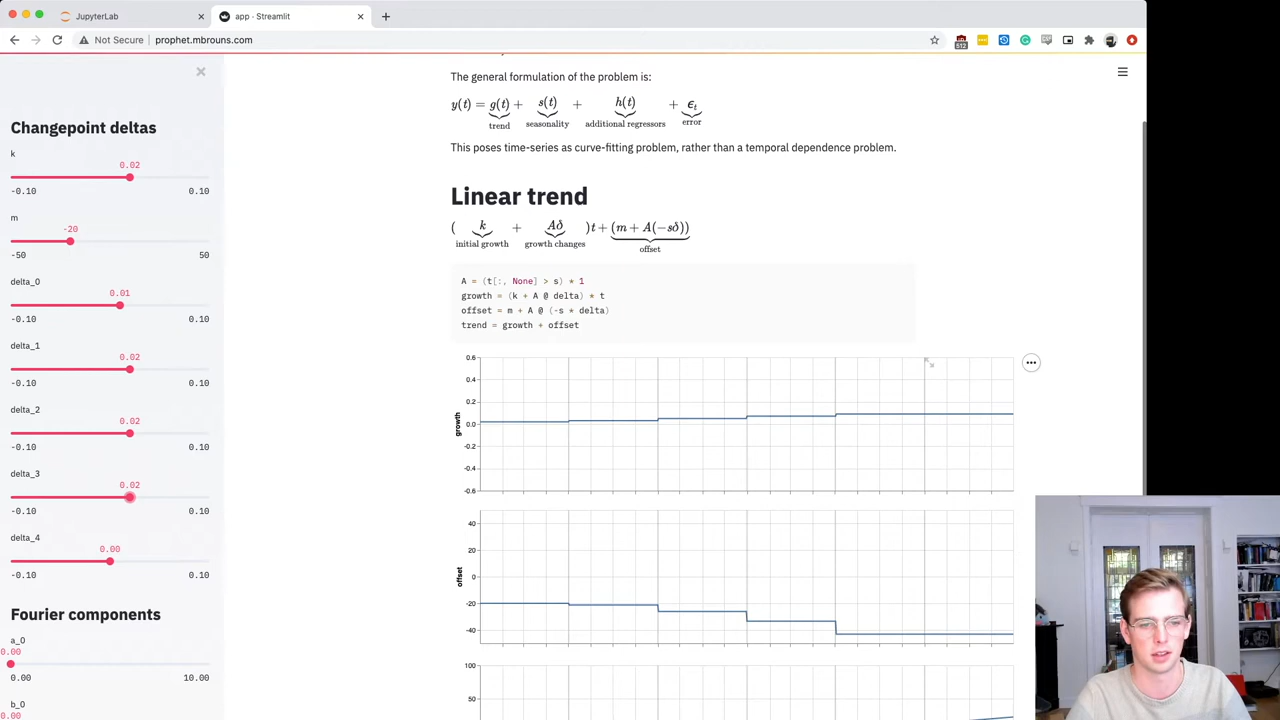 JupyterLab
app · Streamlit
Not Secure prophet.mbrouns.com
512
Changepoint deltas
k
0.02
-0.10 0.10
m
-20
-50 50
delta_0
0.01
-0.10 0.10
delta_1
0.02
-0.10 0.10
delta_2
0.02
-0.10 0.10
delta_3
0.02
-0.10 0.10
delta_4
0.00
-0.10 0.10
Fourier components
a_0
0.00
0.00 10.00
b_0
0.00
The general formulation of the problem is:
y(t) = g(t) + s(t) + h(t) + ϵt
trend seasonality additional regressors error
This poses time-series as curve-fitting problem, rather than a temporal dependence problem.
Linear trend
( k + Aδ )t + (m + A(−sδ))
initial growth growth changes offset
A = (t[:, None] > s) * 1
growth = (k + A @ delta) * t
offset = m + A @ (-s * delta)
trend = growth + offset
0.6
0.4
0.2
0.0
-0.2
-0.4
-0.6
growth
40
20
0
-20
-40
offset
100
50